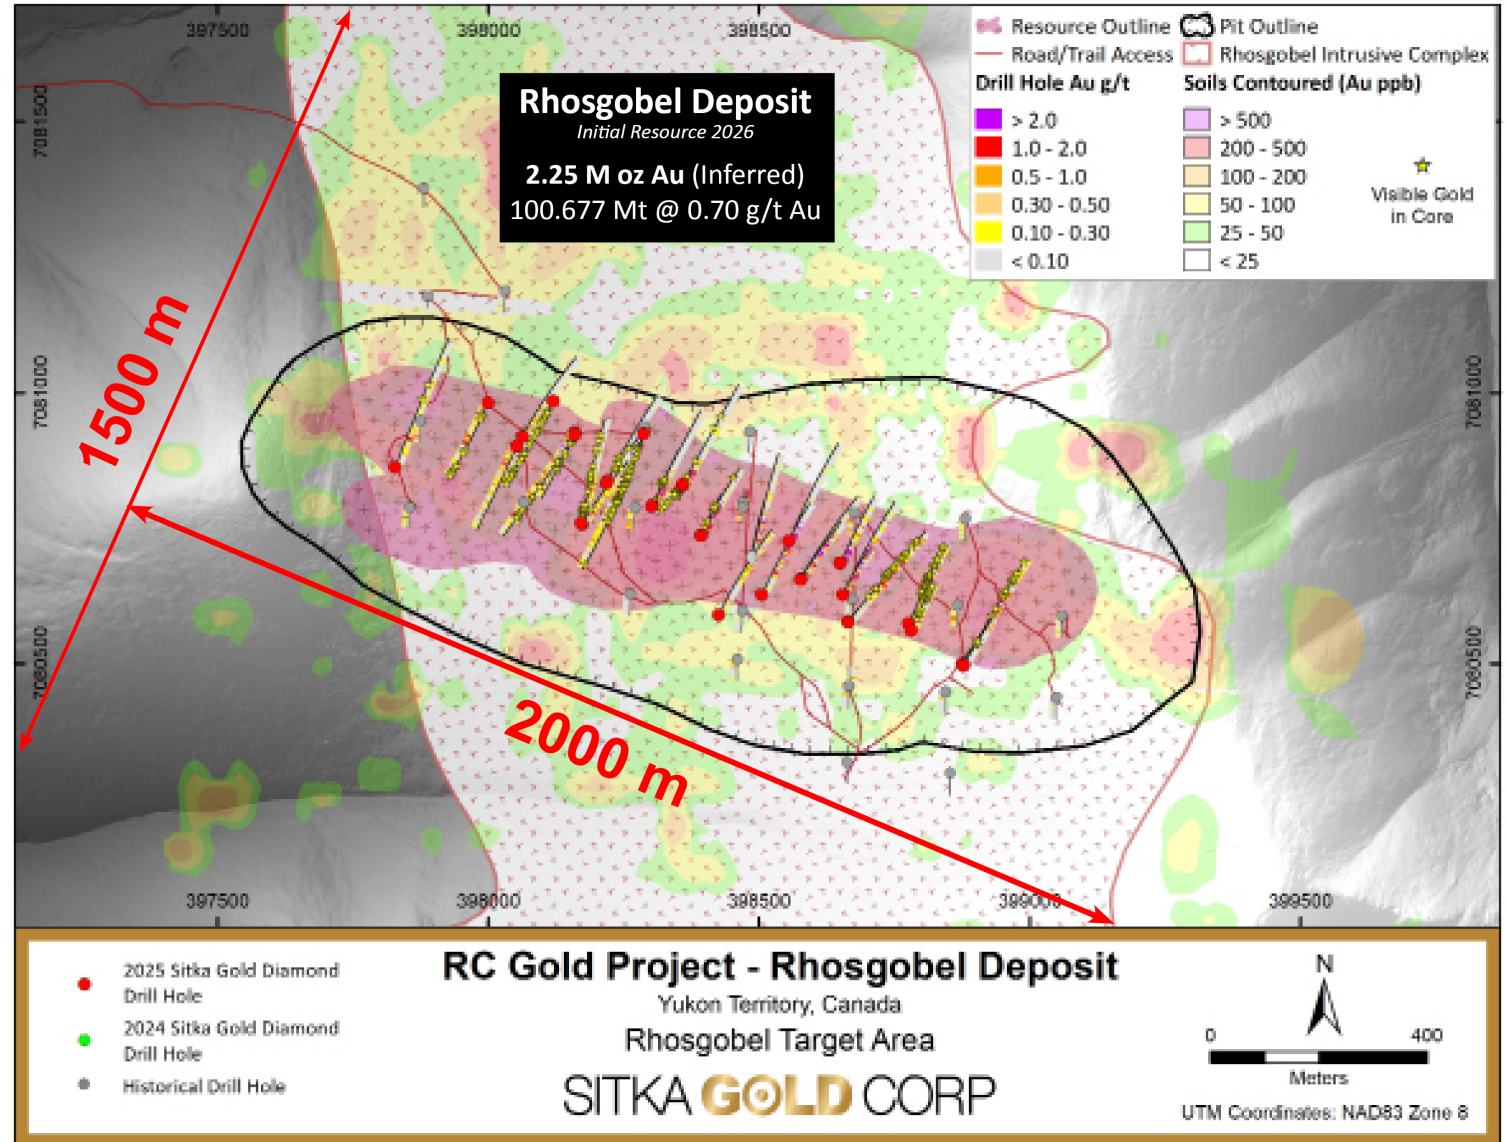 397500
398000
398500
Resource Outline
Pit Outline
Road/Trail Access
Rhosgobel Intrusive Complex
Drill Hole Au g/t
> 2.0
1.0 - 2.0
0.5 - 1.0
0.30 - 0.50
0.10 - 0.30
< 0.10
Soils Contoured (Au ppb)
> 500
200 - 500
100 - 200
50 - 100
25 - 50
< 25
Visible Gold
in Core
Rhosgobel Deposit
Initial Resource 2026
2.25 M oz Au (Inferred)
100.677 Mt @ 0.70 g/t Au
7081500
7081000
7080500
7081000
7080500
1500 m
2000 m
397500
398000
398500
399000
399500
2025 Sitka Gold Diamond
Drill Hole
2024 Sitka Gold Diamond
Drill Hole
Historical Drill Hole
RC Gold Project - Rhosgobel Deposit
Yukon Territory, Canada
Rhosgobel Target Area
SITKA GOLD CORP
N
0 400
Meters
UTM Coordinates: NAD83 Zone 8